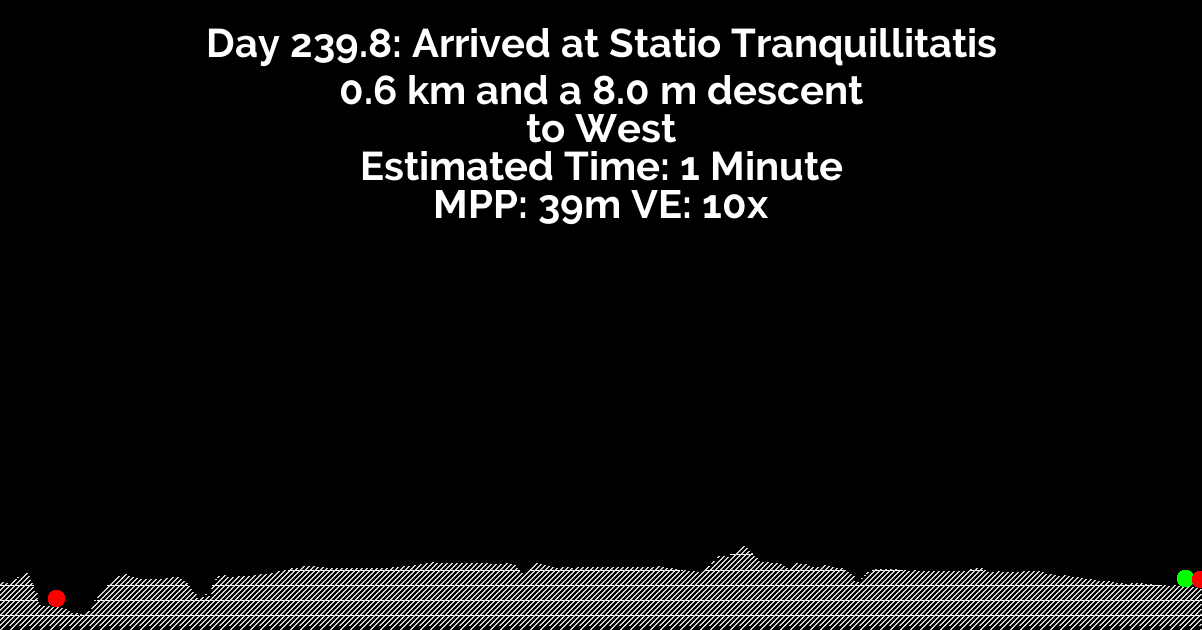 Day 239.8: Arrived at Statio Tranquillitatis
0.6 km and a 8.0 m descent
to West
Estimated Time: 1 Minute
MPP: 39m VE: 10x